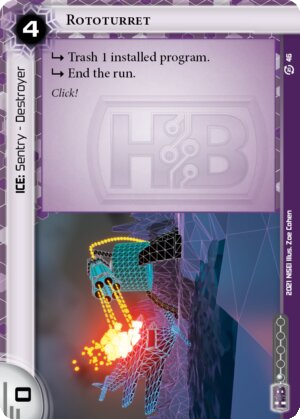 4
Rototurret
↳ Trash 1 installed program.
↳ End the run.
Click!
HB
ICE: Sentry - Destroyer
46
2021 NISEI Illus. Zoe Cohen
0